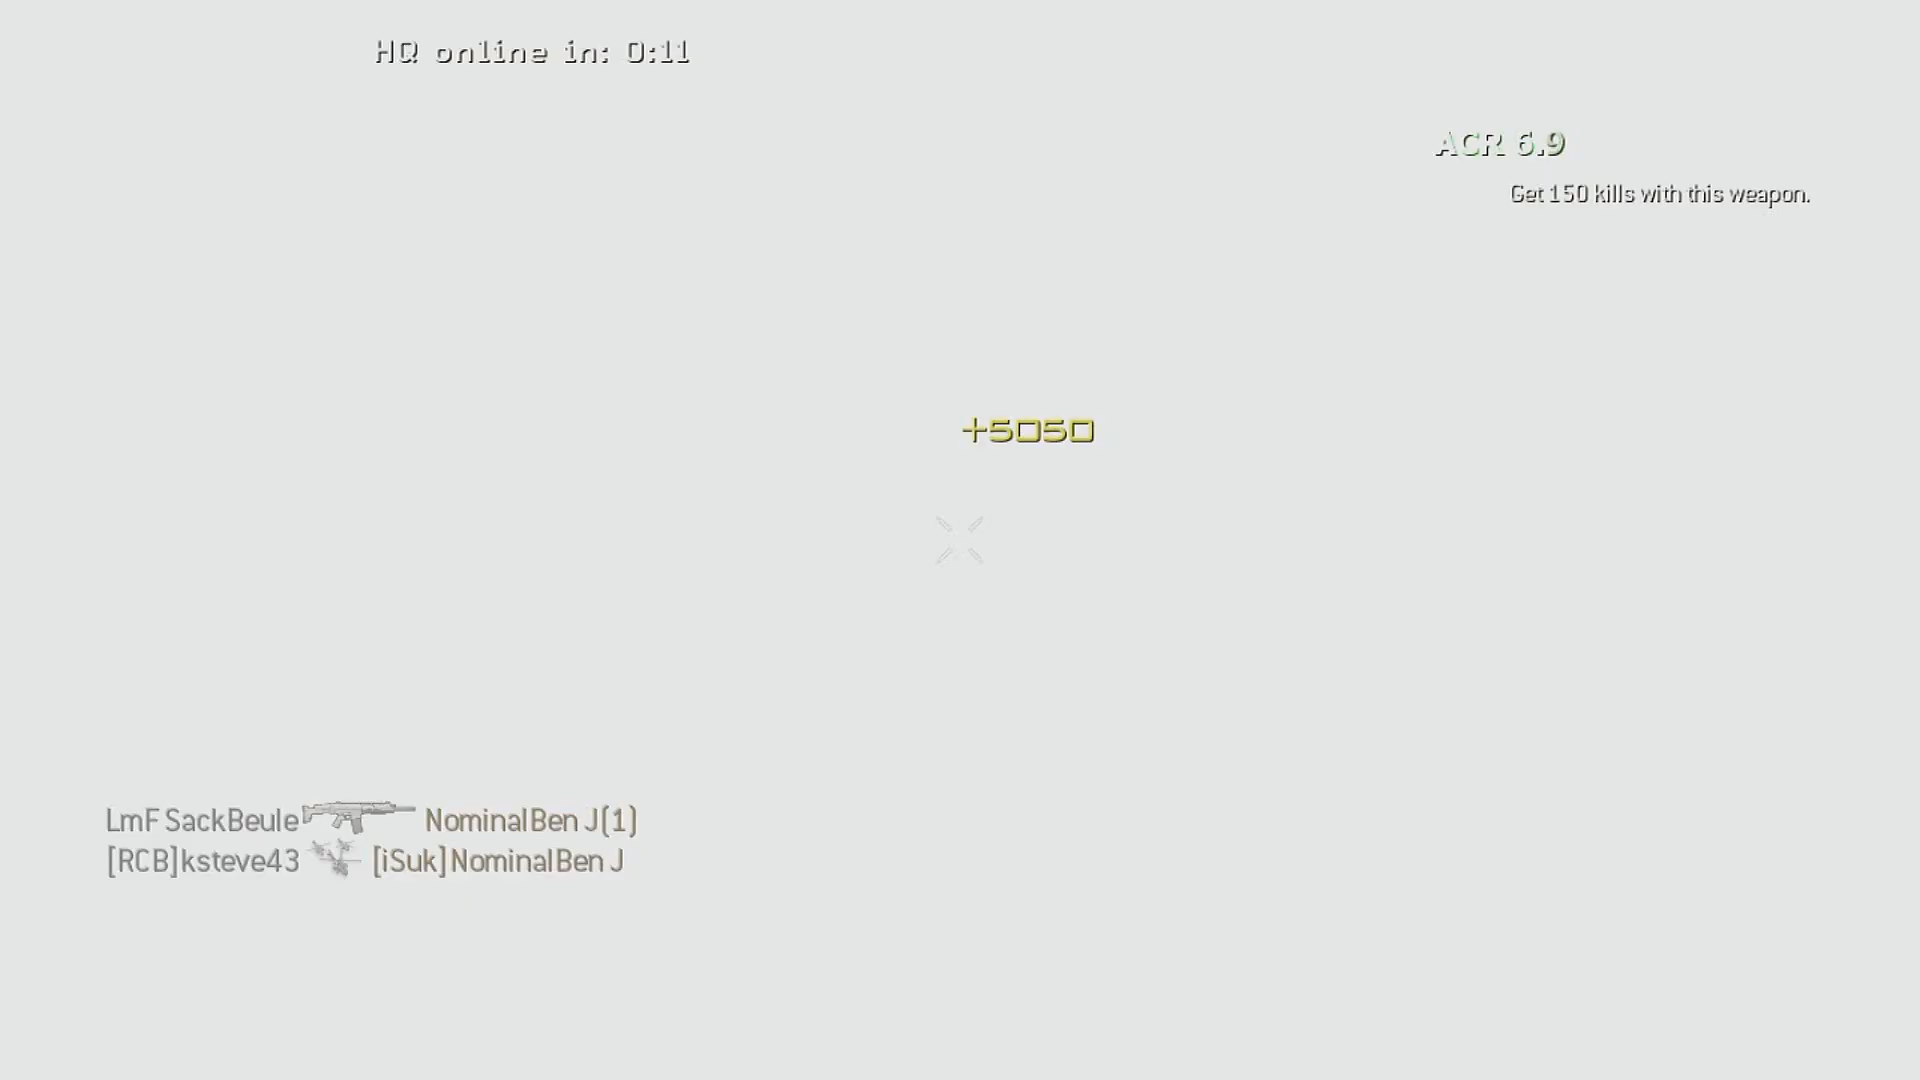 HQ online in: 0:11
ACR 6.9
Get 150 kills with this weapon.
+5050
LmF SackBeule NominalBen J(1)
[RCB]ksteve43 [iSuk]NominalBen J